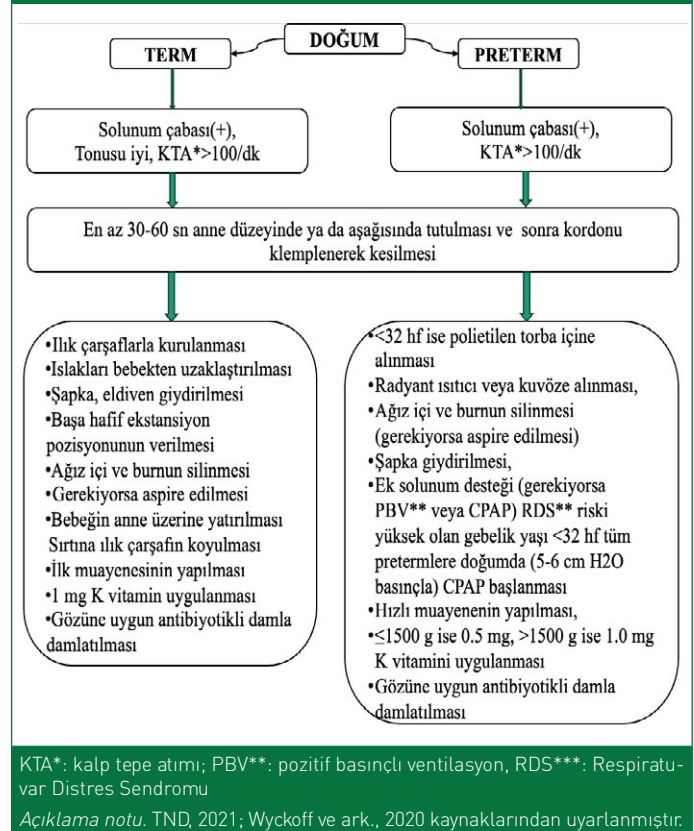 DOĞUM
TERM
PRETERM
Solunum çabası(+),
Tonusu iyi, KTA*>100/dk
Solunum çabası(+),
KTA*>100/dk
En az 30-60 sn anne düzeyinde ya da aşağısında tutulması ve sonra kordonu
klemplenerek kesilmesi
•Ilık çarşaflarla kurulanması
•Islakları bebekten uzaklaştırılması
•Şapka, eldiven giydirilmesi
•Başa hafif ekstansiyon
pozisyonunun verilmesi
•Ağız içi ve burnun silinmesi
•Gerekiyorsa aspire edilmesi
•Bebeğin anne üzerine yatırılması
Sırtına ılık çarşafın koyulması
•İlk muayenesinin yapılması
•1 mg K vitamin uygulanması
•Gözüne uygun antibiyotikli damla
damlatılması
•<32 hf ise polietilen torba içine
alınması
•Radyant ısıtıcı veya kuvöze alınması,
•Ağız içi ve burnun silinmesi
(gerekiyorsa aspire edilmesi)
•Şapka giydirilmesi,
•Ek solunum desteği (gerekiyorsa
PBV** veya CPAP) RDS** riski
yüksek olan gebelik yaşı <32 hf tüm
pretermlere doğumda (5-6 cm H2O
basınçla) CPAP başlanması
•Hızlı muayenenin yapılması,
•≤1500 g ise 0.5 mg, >1500 g ise 1.0 mg
K vitamini uygulanması
•Gözüne uygun antibiyotikli damla
damlatılması
KTA*: kalp tepe atımı; PBV**: pozitif basınçlı ventilasyon, RDS***: Respiratu-
var Distres Sendromu
Açıklama notu. TND, 2021; Wyckoff ve ark., 2020 kaynaklarından uyarlanmıştır.